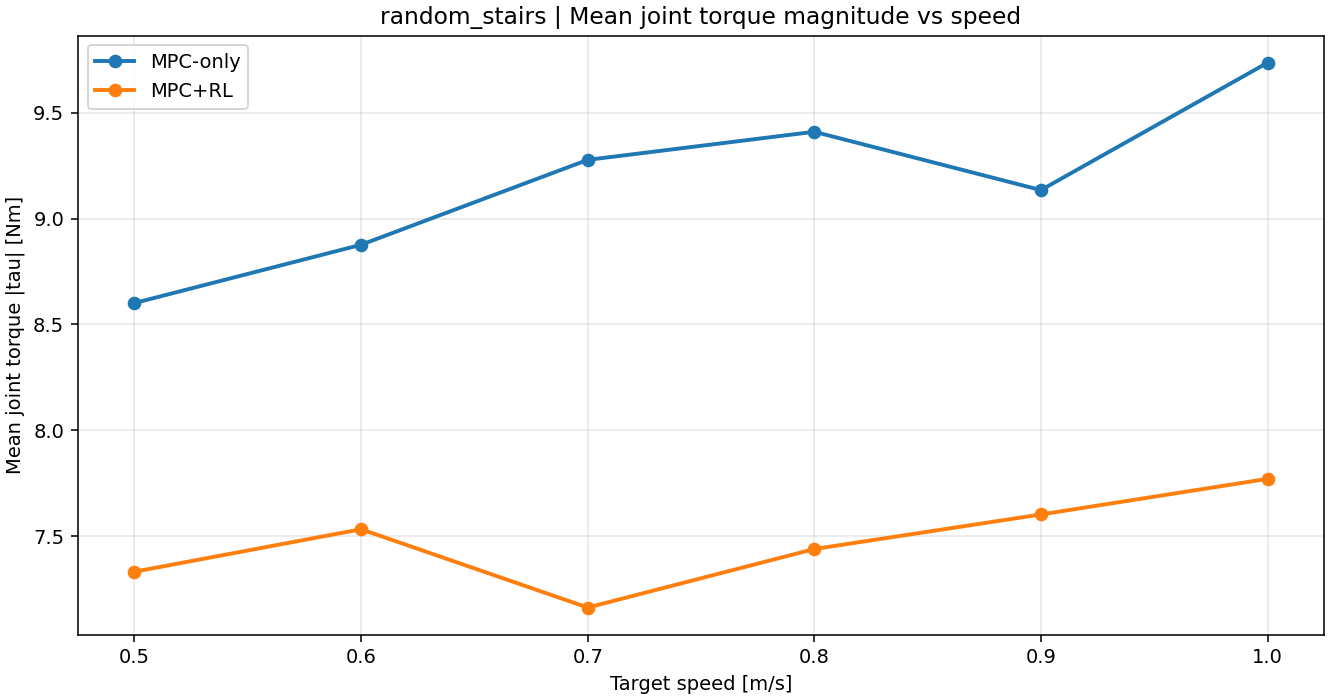 random_stairs | Mean joint torque magnitude vs speed
MPC-only
MPC+RL
Mean joint torque |tau| [Nm]
9.5
9.0
8.5
8.0
7.5
0.5 0.6 0.7 0.8 0.9 1.0
Target speed [m/s]